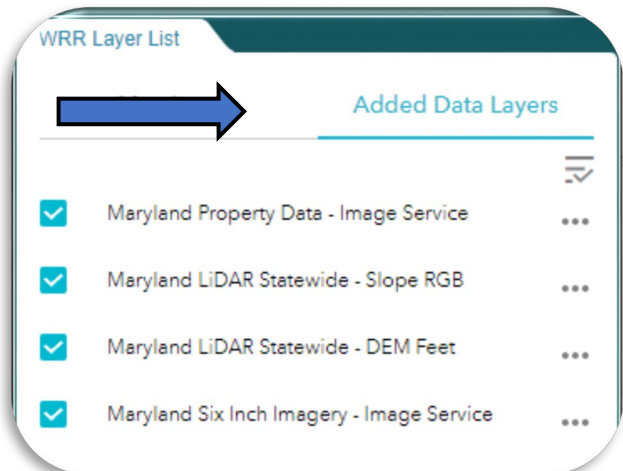 WRR Layer List
Added Data Layers
Maryland Property Data - Image Service
Maryland LiDAR Statewide - Slope RGB
Maryland LiDAR Statewide - DEM Feet
Maryland Six Inch Imagery - Image Service